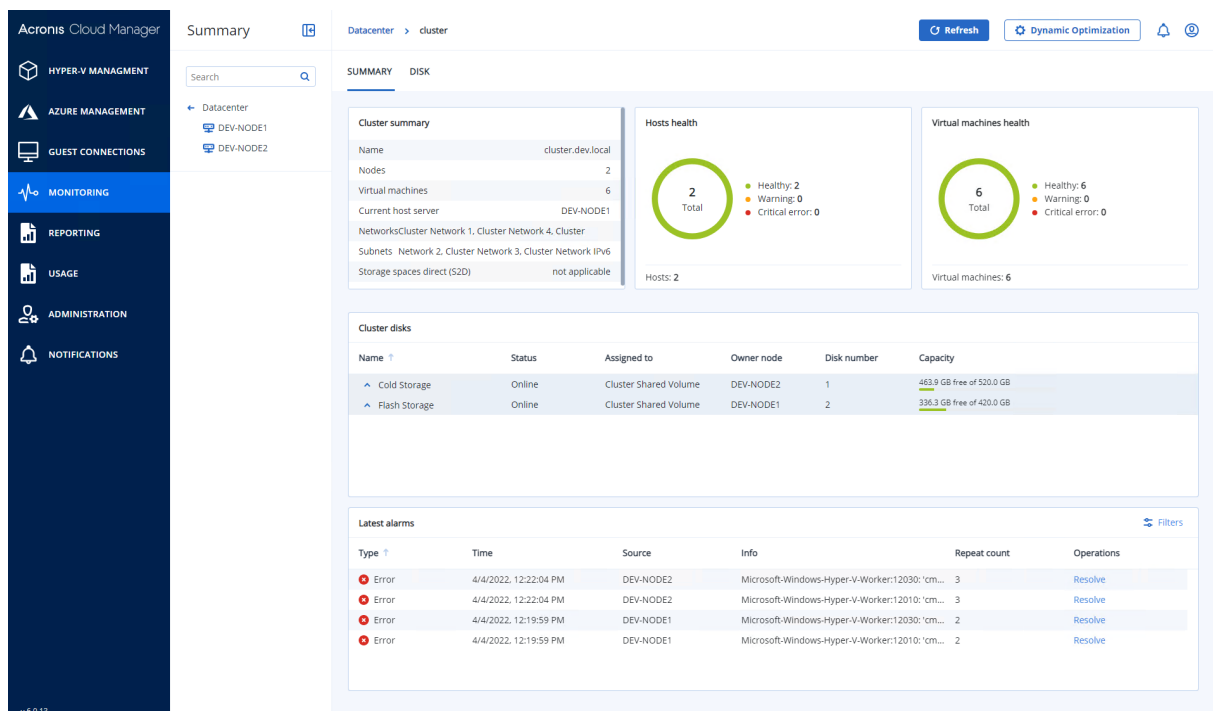 Acronis Cloud Manager
HYPER-V MANAGMENT
AZURE MANAGEMENT
GUEST CONNECTIONS
MONITORING
REPORTING
USAGE
ADMINISTRATION
NOTIFICATIONS
Summary
Search
Datacenter
DEV-NODE1
DEV-NODE2
Datacenter > cluster
Refresh
Dynamic Optimization
SUMMARY DISK
Cluster summary
Name cluster.dev.local
Nodes 2
Virtual machines 6
Current host server DEV-NODE1
NetworksCluster Network 1, Cluster Network 4, Cluster
Subnets Network 2, Cluster Network 3, Cluster Network IPv6
Storage spaces direct (S2D) not applicable
Hosts health
2
Total
Healthy: 2
Warning: 0
Critical error: 0
Hosts: 2
Virtual machines health
6
Total
Healthy: 6
Warning: 0
Critical error: 0
Virtual machines: 6
Cluster disks
Name Status Assigned to Owner node Disk number Capacity
Cold Storage Online Cluster Shared Volume DEV-NODE2 1 463.9 GB free of 520.0 GB
Flash Storage Online Cluster Shared Volume DEV-NODE1 2 336.3 GB free of 420.0 GB
Latest alarms
Filters
Type Time Source Info Repeat count Operations
Error 4/4/2022, 12:22:04 PM DEV-NODE2 Microsoft-Windows-Hyper-V-Worker:12030: 'cm... 3 Resolve
Error 4/4/2022, 12:22:04 PM DEV-NODE2 Microsoft-Windows-Hyper-V-Worker:12010: 'cm... 3 Resolve
Error 4/4/2022, 12:19:59 PM DEV-NODE1 Microsoft-Windows-Hyper-V-Worker:12030: 'cm... 2 Resolve
Error 4/4/2022, 12:19:59 PM DEV-NODE1 Microsoft-Windows-Hyper-V-Worker:12010: 'cm... 2 Resolve